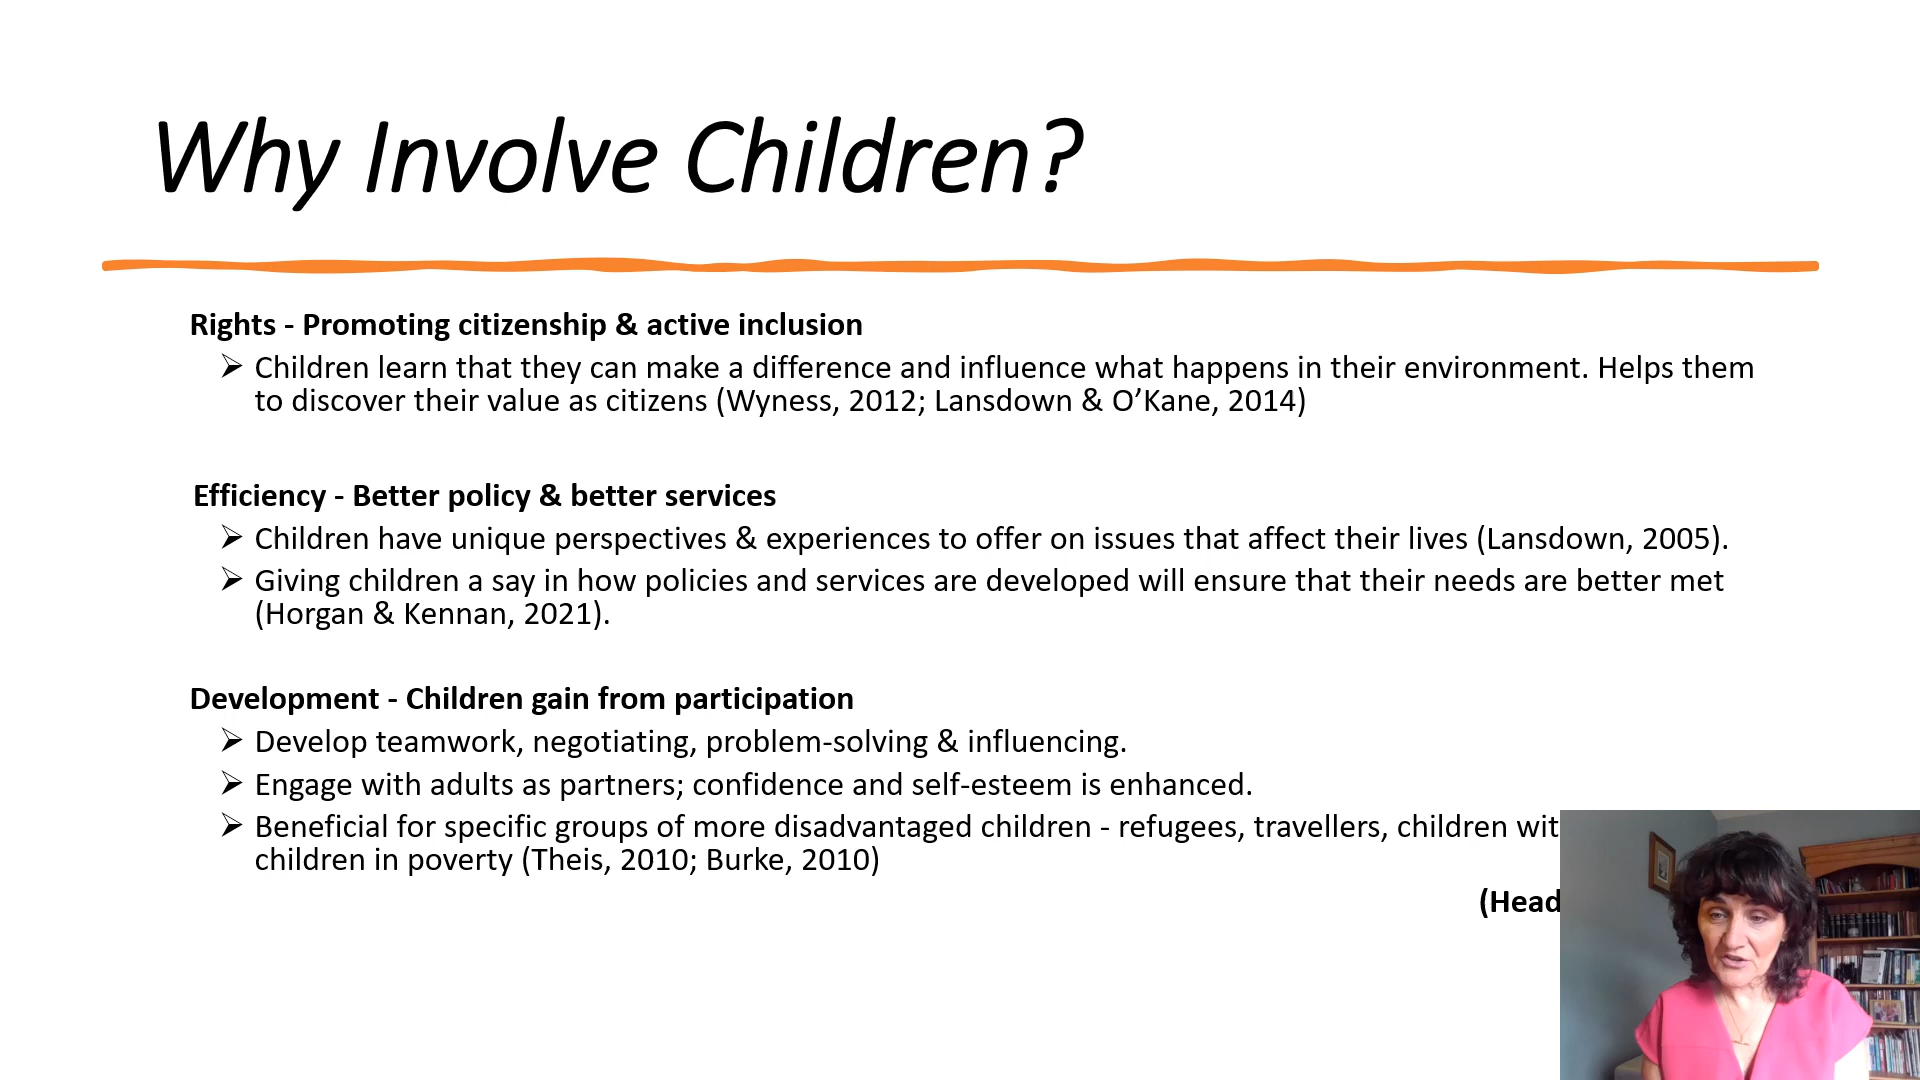 Why Involve Children?
Rights - Promoting citizenship & active inclusion
Children learn that they can make a difference and influence what happens in their environment. Helps them
to discover their value as citizens (Wyness, 2012; Lansdown & O’Kane, 2014)
Efficiency - Better policy & better services
Children have unique perspectives & experiences to offer on issues that affect their lives (Lansdown, 2005).
Giving children a say in how policies and services are developed will ensure that their needs are better met
(Horgan & Kennan, 2021).
Development - Children gain from participation
Develop teamwork, negotiating, problem-solving & influencing.
Engage with adults as partners; confidence and self-esteem is enhanced.
Beneficial for specific groups of more disadvantaged children - refugees, travellers, children wit
children in poverty (Theis, 2010; Burke, 2010)
(Head